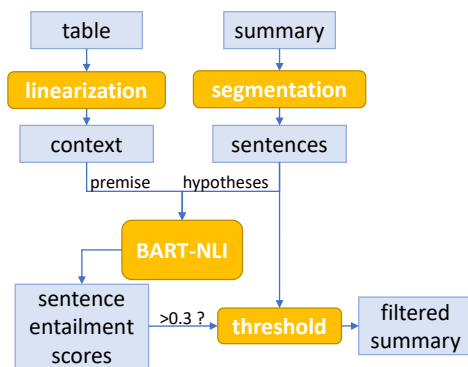 table
summary
linearization
segmentation
context
sentences
premise
hypotheses
BART-NLI
sentence
entailment
scores
>0.3 ?
threshold
filtered
summary